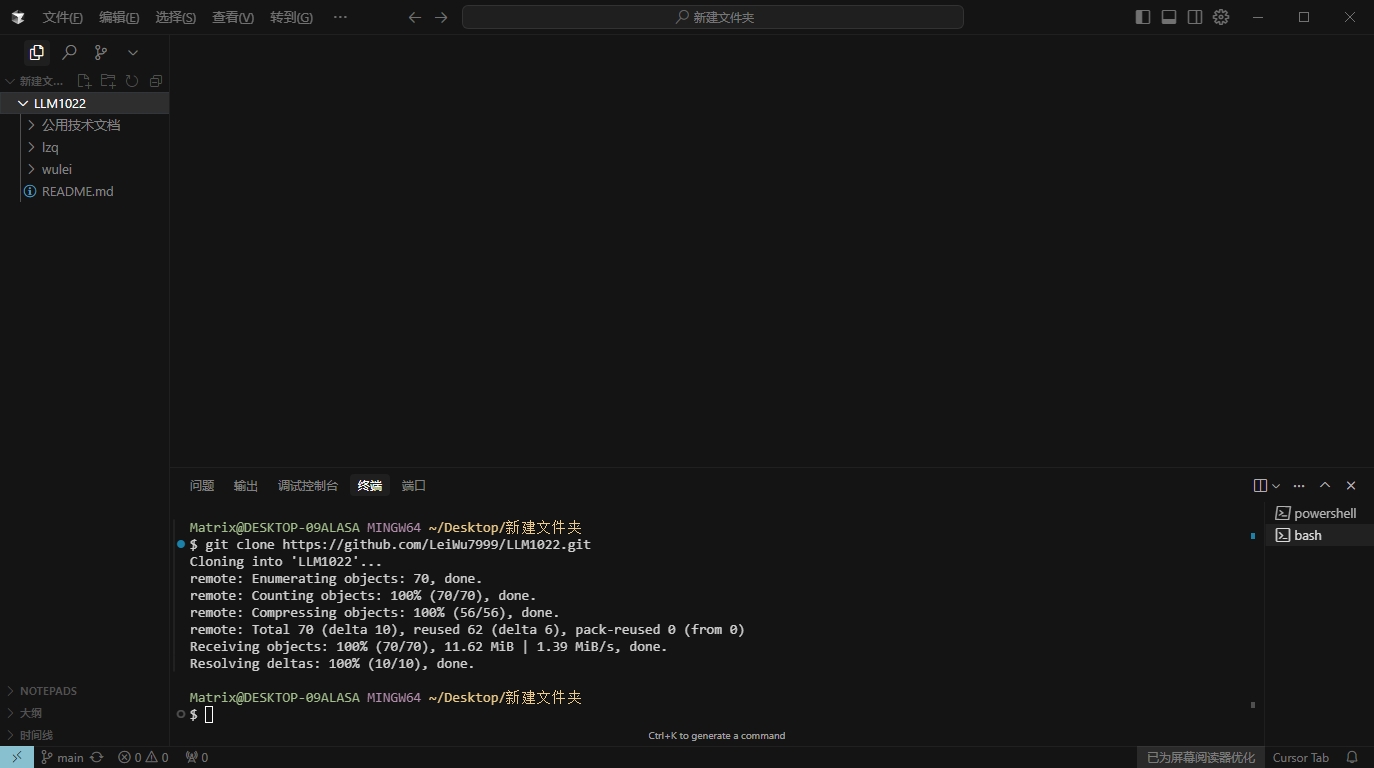 文件(F) 编辑(E) 选择(S) 查看(V) 转到(G) ··· 新建文件夹
新建文...
LLM1022
公用技术文档
lzq
wulei
README.md
NOTEPADS
大纲
时间线
问题 输出 调试控制台 终端 端口
Matrix@DESKTOP-09ALASA MINGW64 ~/Desktop/新建文件夹
$ git clone https://github.com/LeiWu7999/LLM1022.git
Cloning into 'LLM1022'...
remote: Enumerating objects: 70, done.
remote: Counting objects: 100% (70/70), done.
remote: Compressing objects: 100% (56/56), done.
remote: Total 70 (delta 10), reused 62 (delta 6), pack-reused 0 (from 0)
Receiving objects: 100% (70/70), 11.62 MiB | 1.39 MiB/s, done.
Resolving deltas: 100% (10/10), done.
Matrix@DESKTOP-09ALASA MINGW64 ~/Desktop/新建文件夹
$
Ctrl+K to generate a command
powershell
bash
main 0 0 0 已为屏幕阅读器优化 Cursor Tab